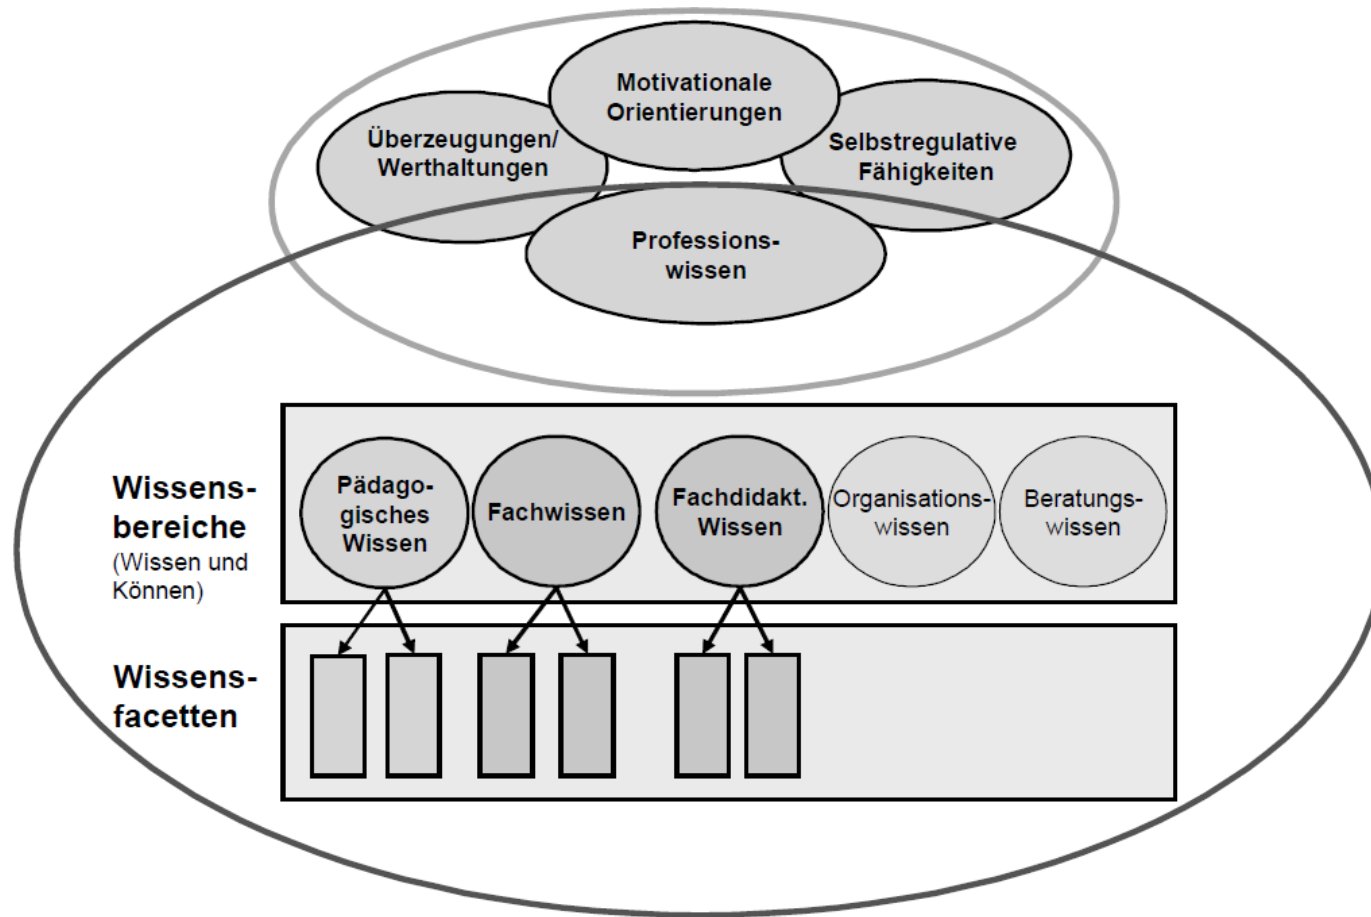 Motivationale
Orientierungen
Überzeugungen/
Werthaltungen
Selbstregulative
Fähigkeiten
Professions-
wissen
Wissens-
bereiche
(Wissen und
Können)
Pädago-
gisches
Wissen
Fachwissen
Fachdidakt.
Wissen
Organisations-
wissen
Beratungs-
wissen
Wissens-
facetten